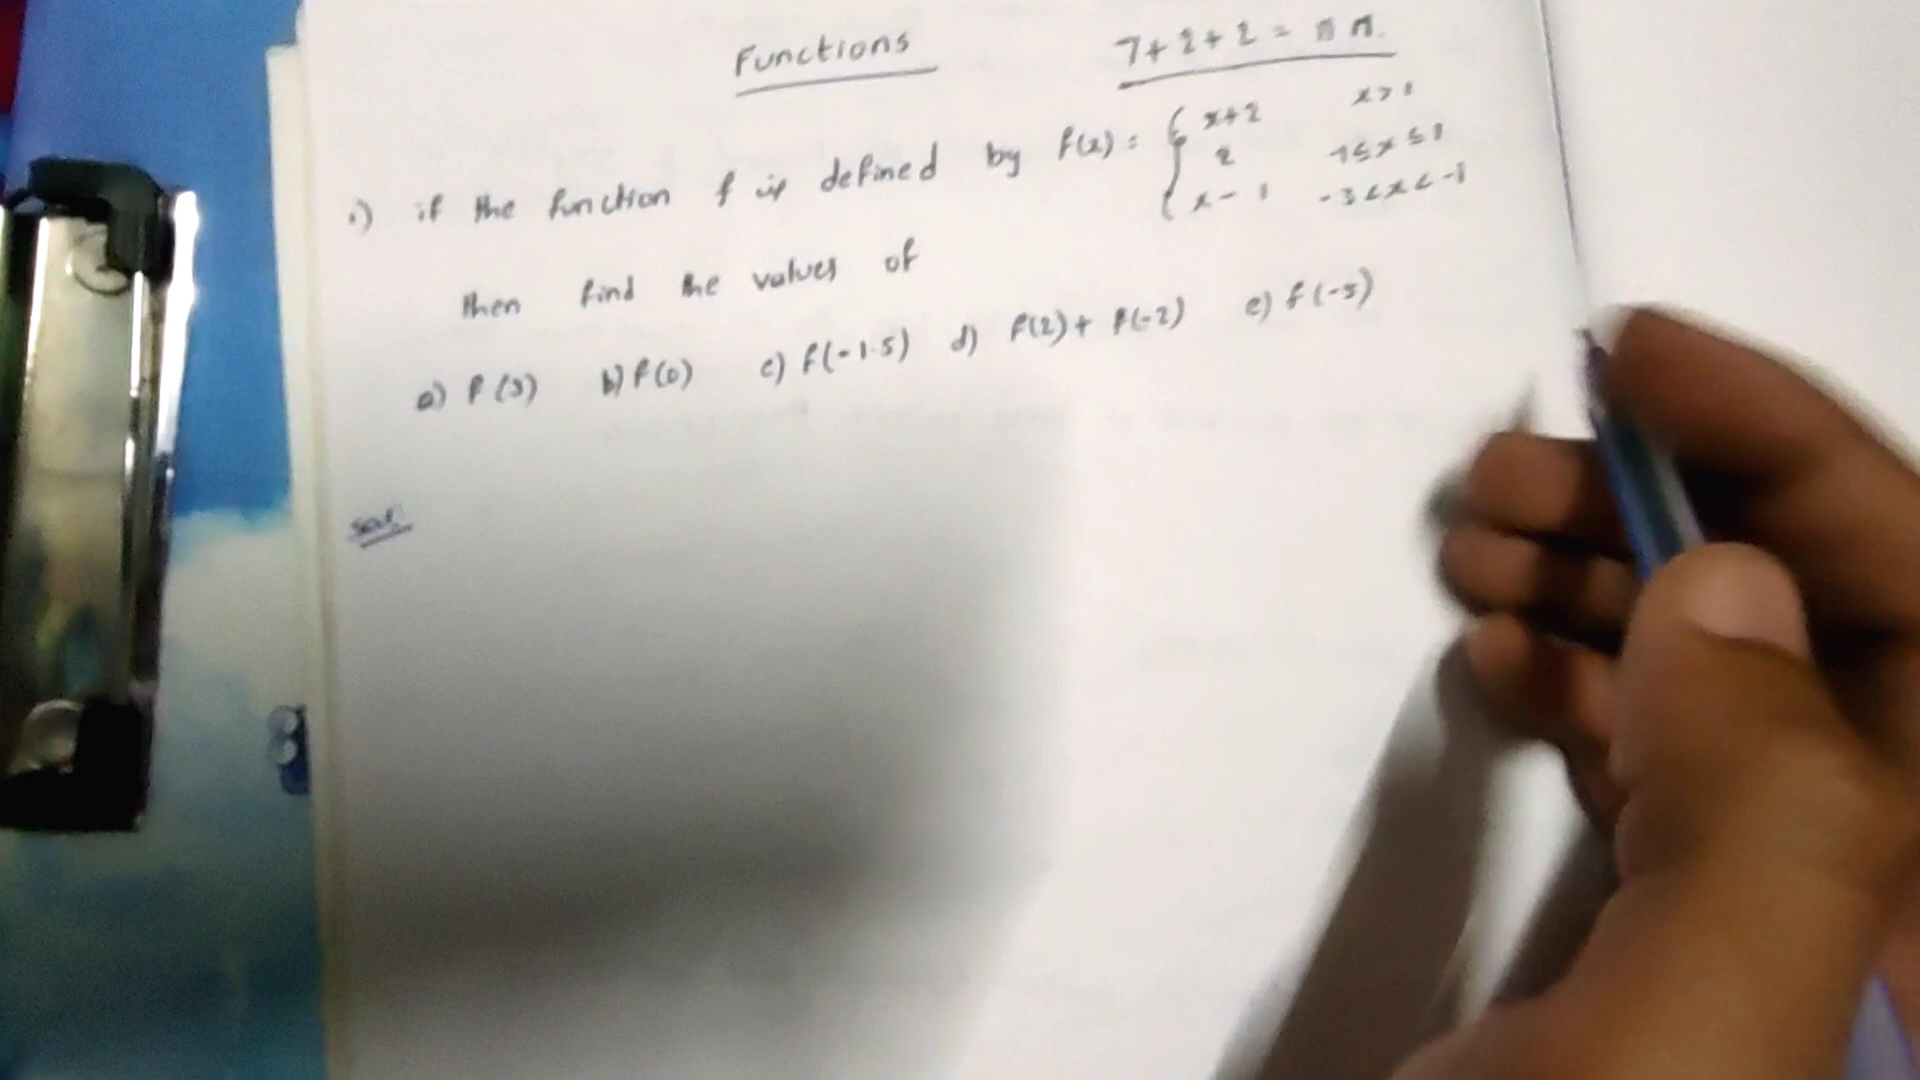 Functions
7+2+2 = 11 M.
1) if the function f is defined by f(x) = { x+2 x>1
2 -1≤x≤1
x-1 -3<x<-1
then find the values of
a) f(3) b) f(0) c) f(-1.5) d) f(2)+ f(-2) e) f(-5)
sol: